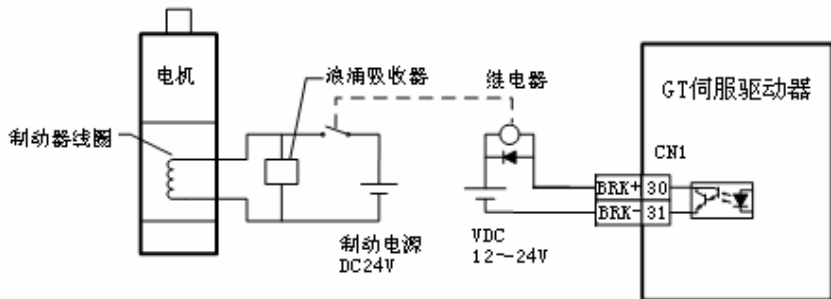 电机
浪涌吸收器
继电器
GT伺服驱动器
制动器线圈
CN1
BRK+ 30
BRK- 31
制动电源
DC24V
VDC
12~24V